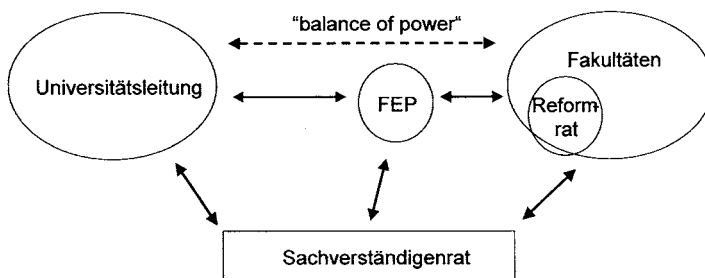 "balance of power"
Universitätsleitung
FEP
Fakultäten
Reform-
rat
Sachverständigenrat